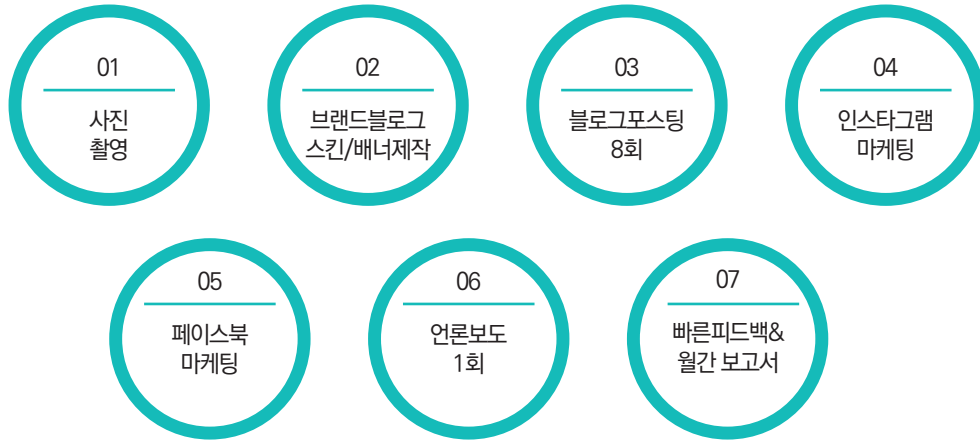 01
사진
촬영
02
브랜드블로그
스킨/배너제작
03
블로그포스팅
8회
04
인스타그램
마케팅
05
페이스북
마케팅
06
언론보도
1회
07
빠른피드백&
월간 보고서